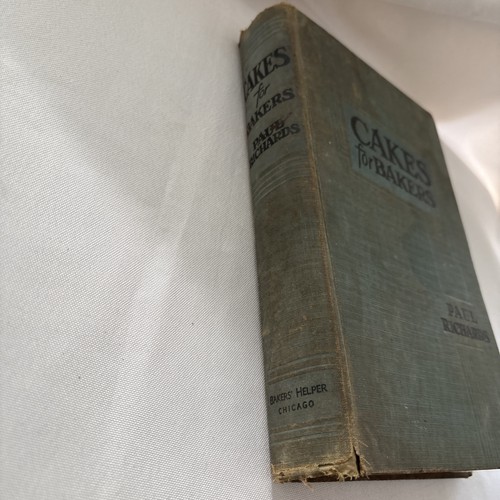 CAKES
for
BAKERS
PAUL
RICHARDS
BAKERS' HELPER
CHICAGO
CAKES
for BAKERS
PAUL
RICHARDS